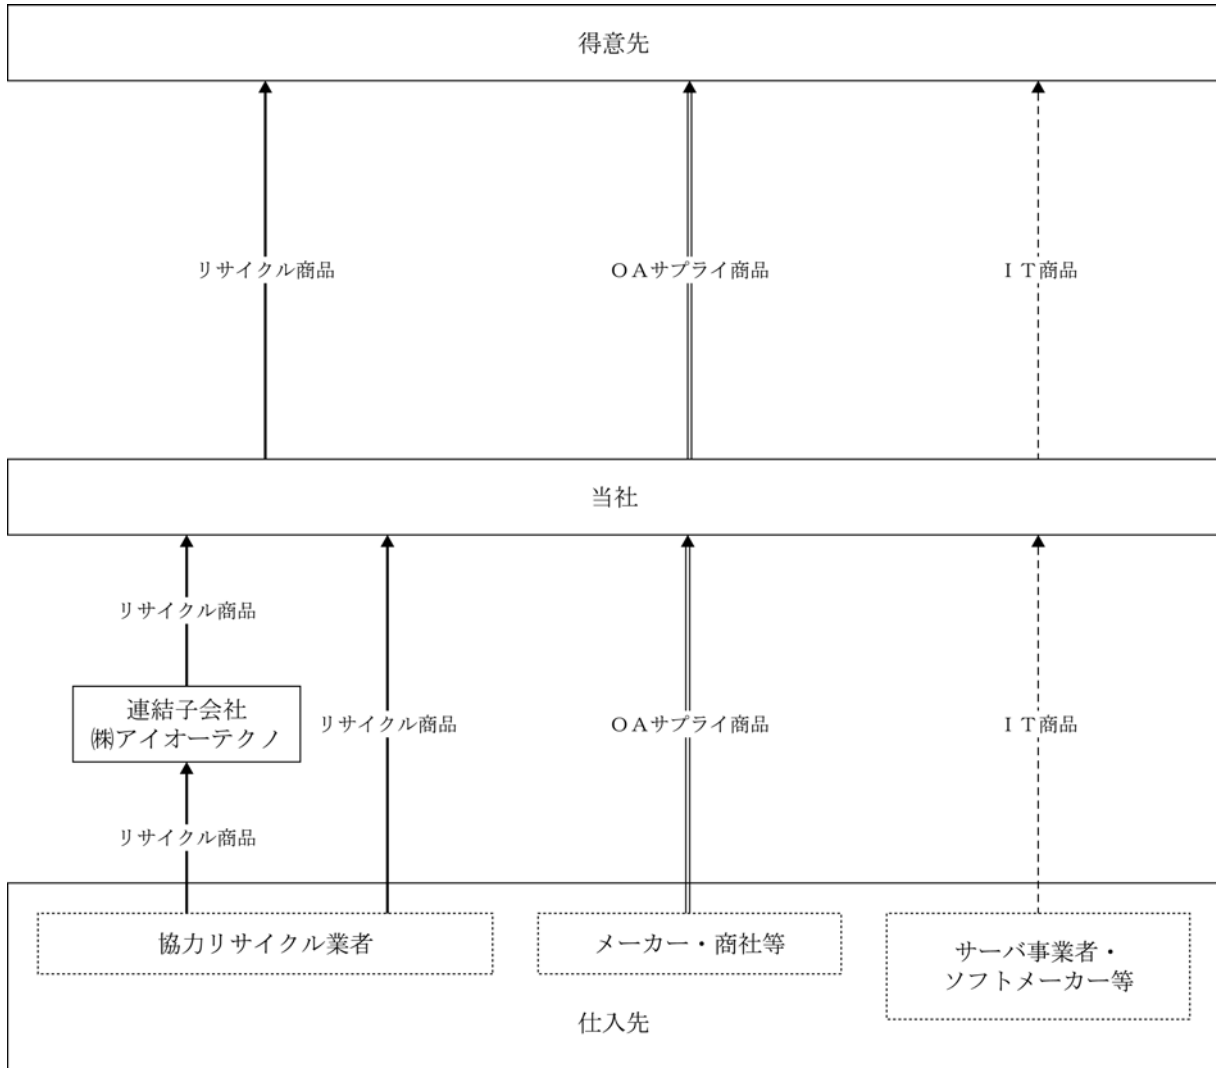 得意先
リサイクル商品
ＯＡサプライ商品
ＩＴ商品
当社
リサイクル商品
連結子会社
㈱アイオーテクノ
リサイクル商品
ＯＡサプライ商品
ＩＴ商品
リサイクル商品
協力リサイクル業者
メーカー・商社等
サーバ事業者・
ソフトメーカー等
仕入先